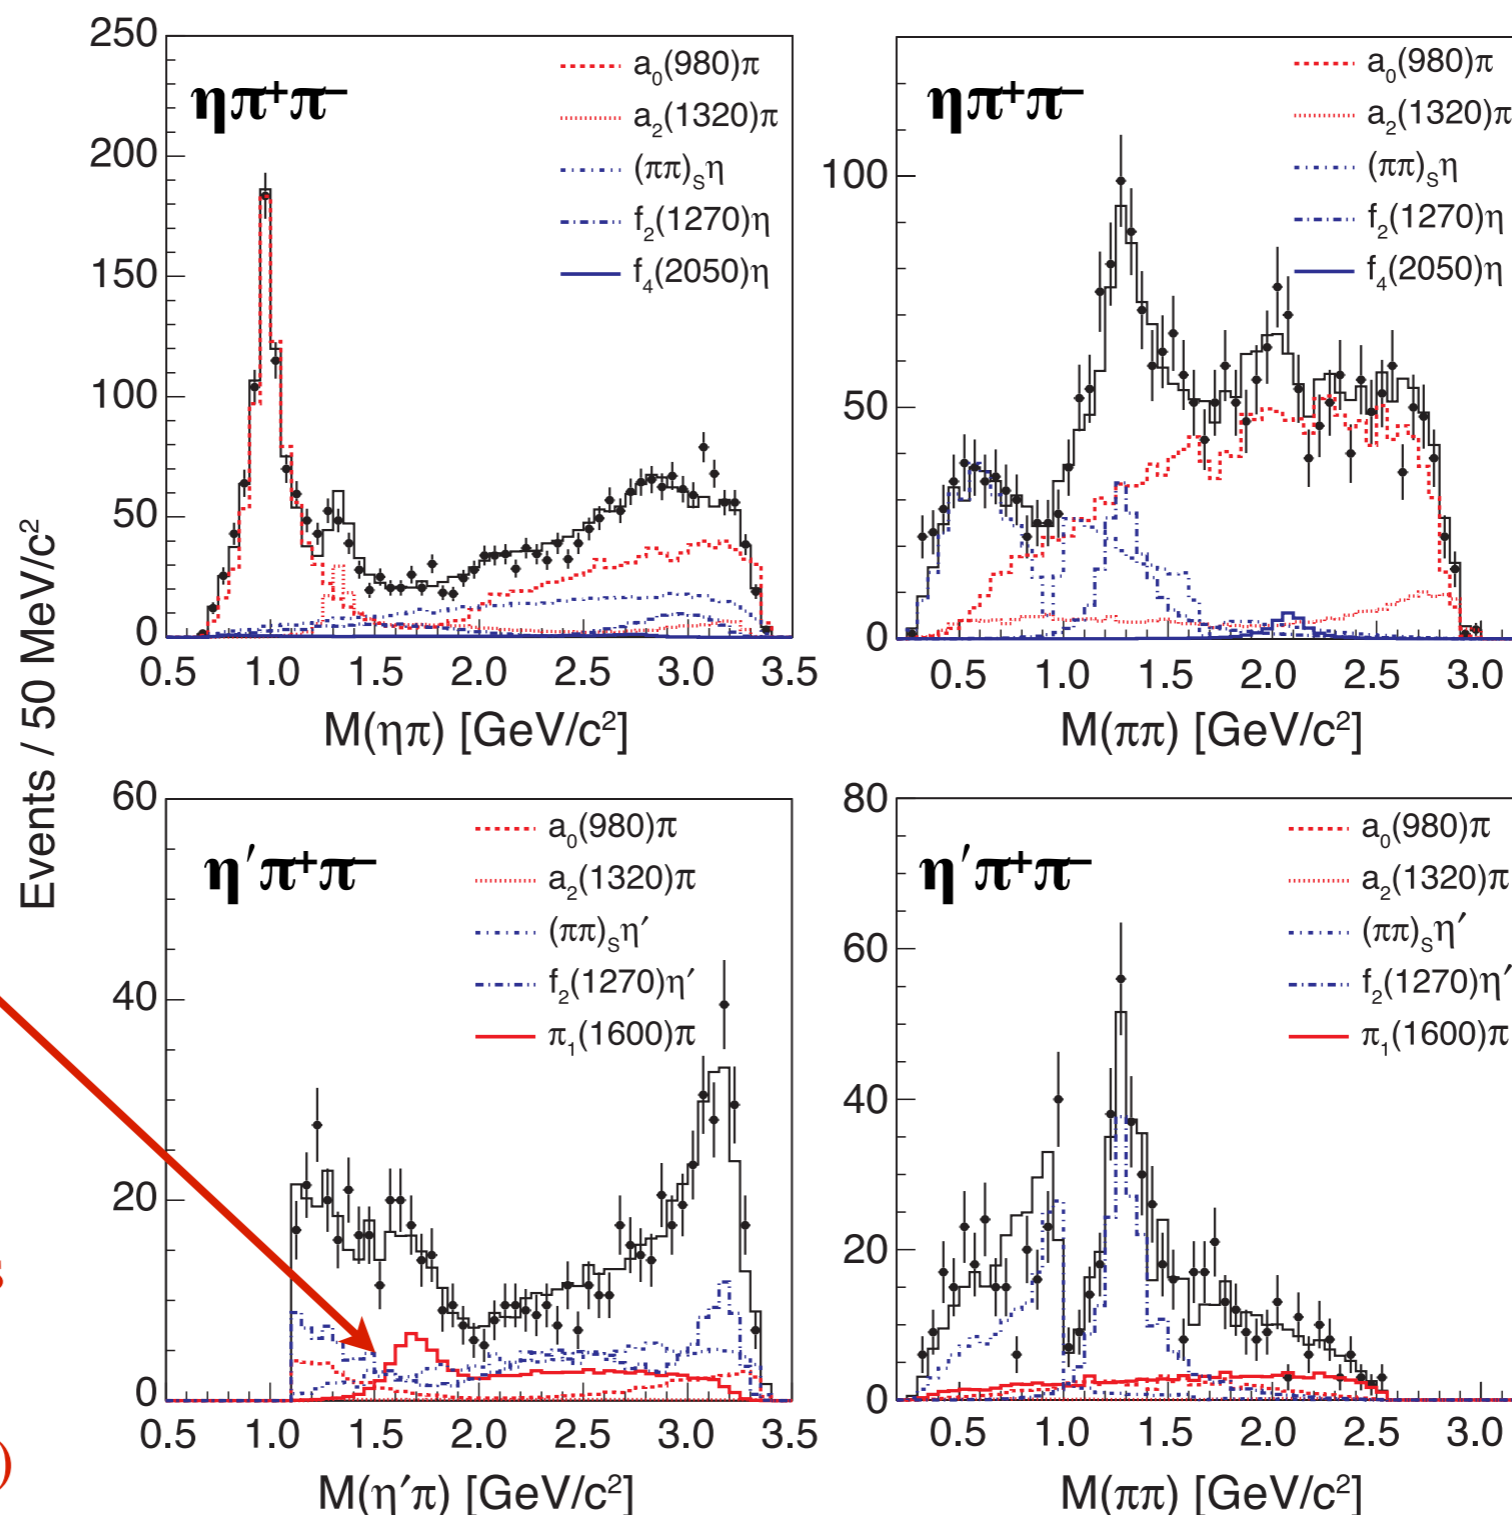 Events / 50 MeV/c²
250
200
150
100
50
0
ηπ⁺π⁻
a₀(980)π
a₂(1320)π
(ππ)ₛη
f₂(1270)η
f₄(2050)η
0.5 1.0 1.5 2.0 2.5 3.0 3.5
M(ηπ) [GeV/c²]
100
50
0
ηπ⁺π⁻
a₀(980)π
a₂(1320)π
(ππ)ₛη
f₂(1270)η
f₄(2050)η
0.5 1.0 1.5 2.0 2.5 3.0
M(ππ) [GeV/c²]
60
40
20
0
η′π⁺π⁻
a₀(980)π
a₂(1320)π
(ππ)ₛη′
f₂(1270)η′
π₁(1600)π
0.5 1.0 1.5 2.0 2.5 3.0 3.5
M(η′π) [GeV/c²]
80
60
40
20
0
η′π⁺π⁻
a₀(980)π
a₂(1320)π
(ππ)ₛη′
f₂(1270)η′
π₁(1600)π
0.5 1.0 1.5 2.0 2.5 3.0
M(ππ) [GeV/c²]
s
)